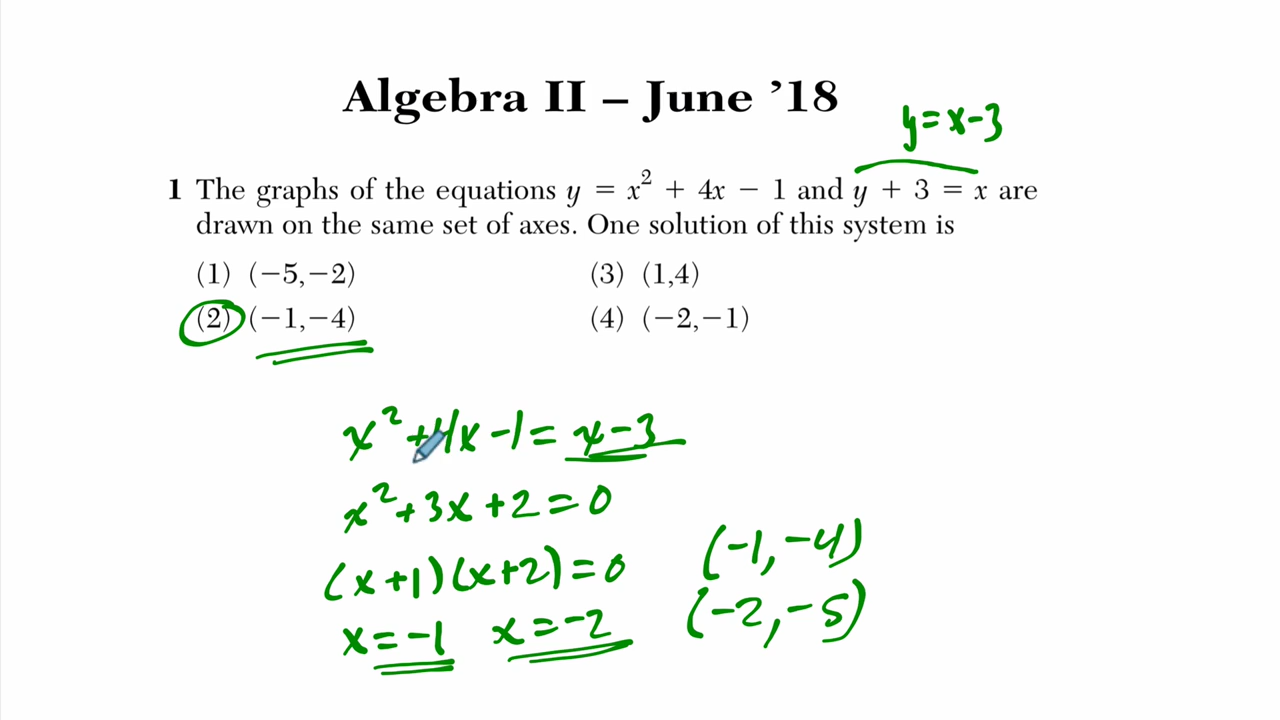 Algebra II – June ’18
y=x-3
1 The graphs of the equations y = x² + 4x − 1 and y + 3 = x are
drawn on the same set of axes. One solution of this system is
(1) (−5,−2) (3) (1,4)
(2) (−1,−4) (4) (−2,−1)
x²+4x-1=x-3
x²+3x+2=0
(x+1)(x+2)=0 (-1,-4)
x=-1 x=-2 (-2,-5)